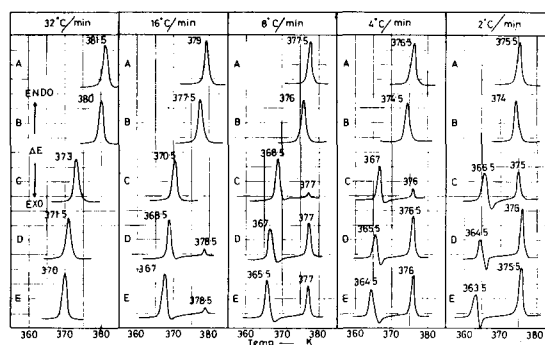 32°C/min 16°C/min 8°C/min 4°C/min 2°C/min
A 381·5 A 379 A 377·5 A 376·5 A 375·5
ENDO
B 380 B 377·5 B 376 B 374·5 B 374
ΔE
C 373 C 370·5 C 368·5 377 C 367 376 C 366·5 375
EXO
D 371·5 D 368·5 378·5 D 367 377 D 365·5 376·5 D 364·5 376
E 370 E 367 378·5 E 365·5 377 E 364·5 376 E 363·5 375·5
360 370 380 360 370 380 360 370 380 360 370 380 360 370 380
Temp K